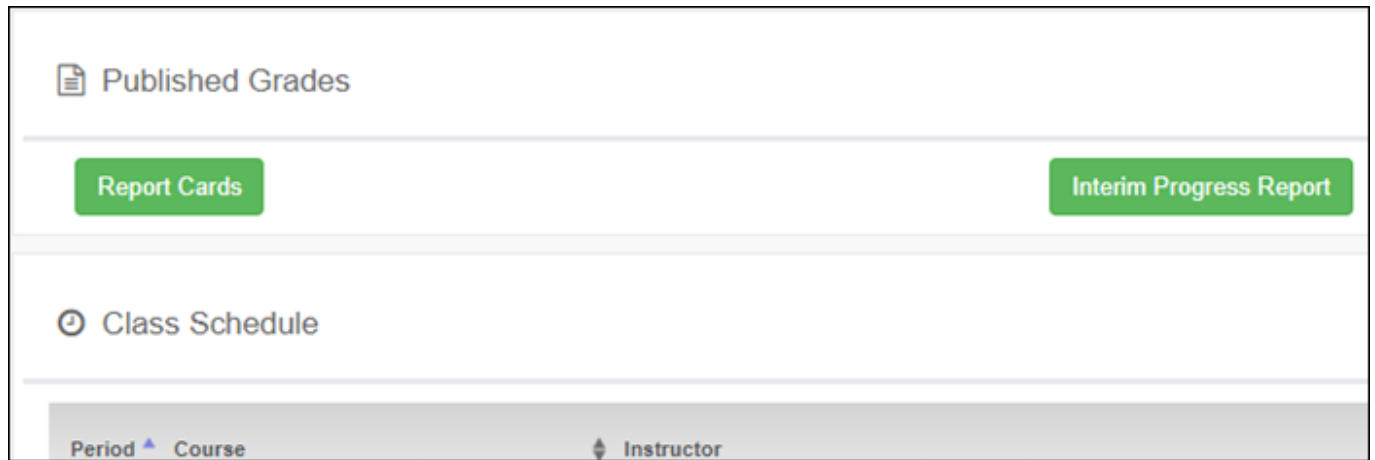 Published Grades
Report Cards Interim Progress Report
Class Schedule
Period Course Instructor